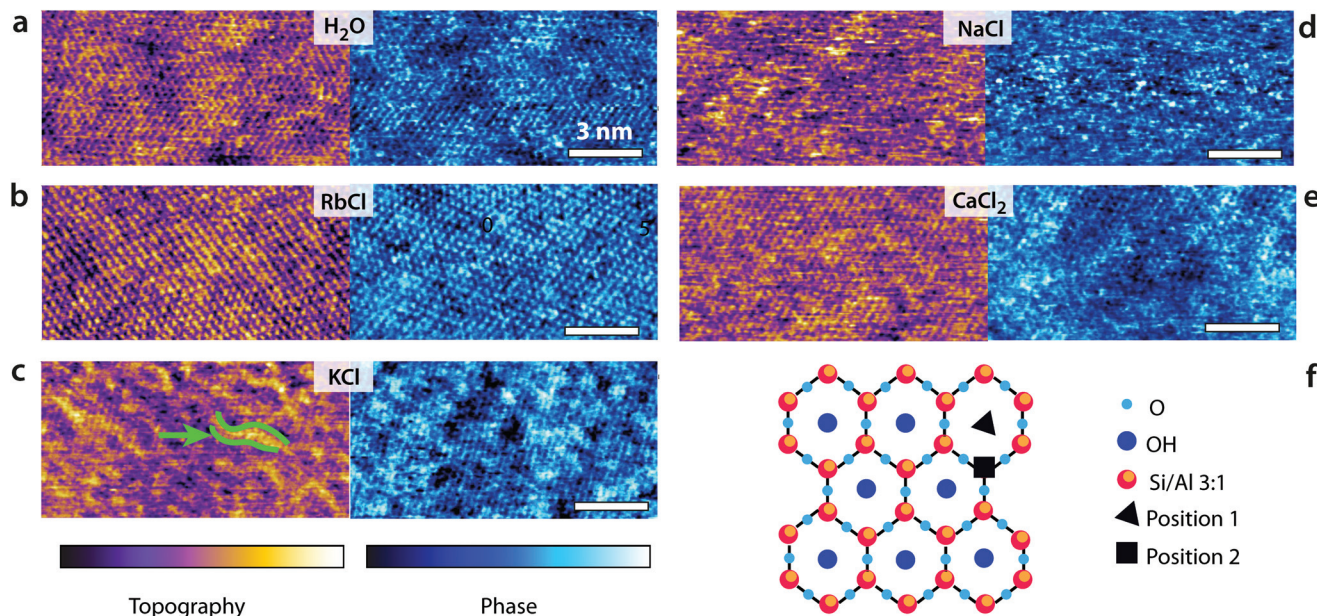 a
H₂O
3 nm
NaCl
d
b
RbCl
0
5
CaCl₂
e
c
KCl
f
O
OH
Si/Al 3:1
Position 1
Position 2
Topography
Phase